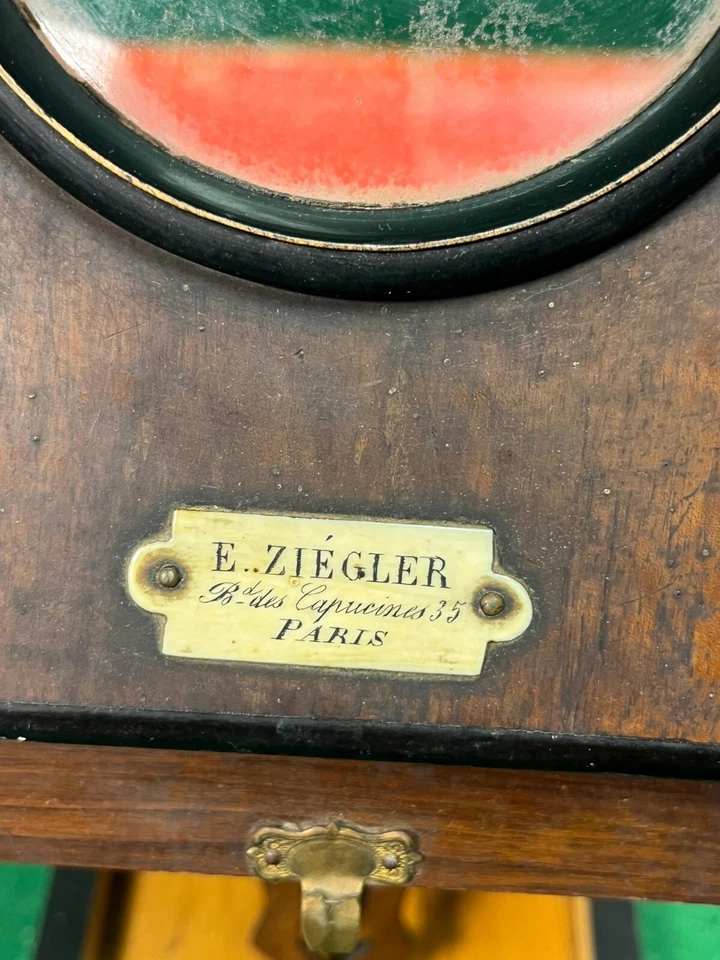 E. ZIÉGLER
Bd des Capucines 35
PARIS